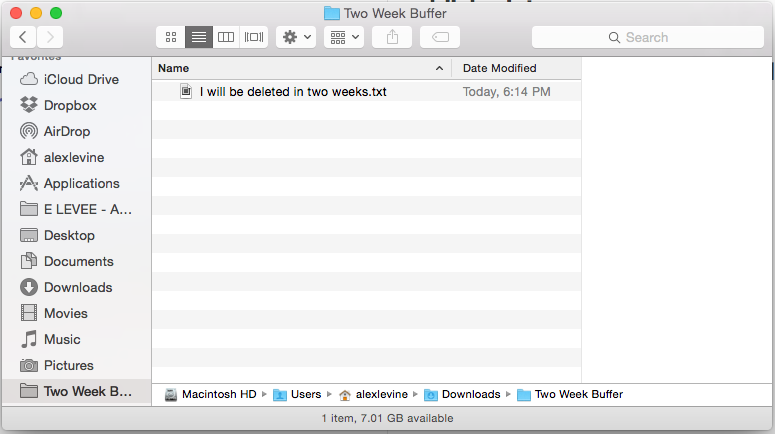 Two Week Buffer
Search
Favorites
iCloud Drive
Dropbox
AirDrop
alexlevine
Applications
E LEVEE - A...
Desktop
Documents
Downloads
Movies
Music
Pictures
Two Week B...
Name Date Modified
I will be deleted in two weeks.txt Today, 6:14 PM
Macintosh HD Users alexlevine Downloads Two Week Buffer
1 item, 7.01 GB available